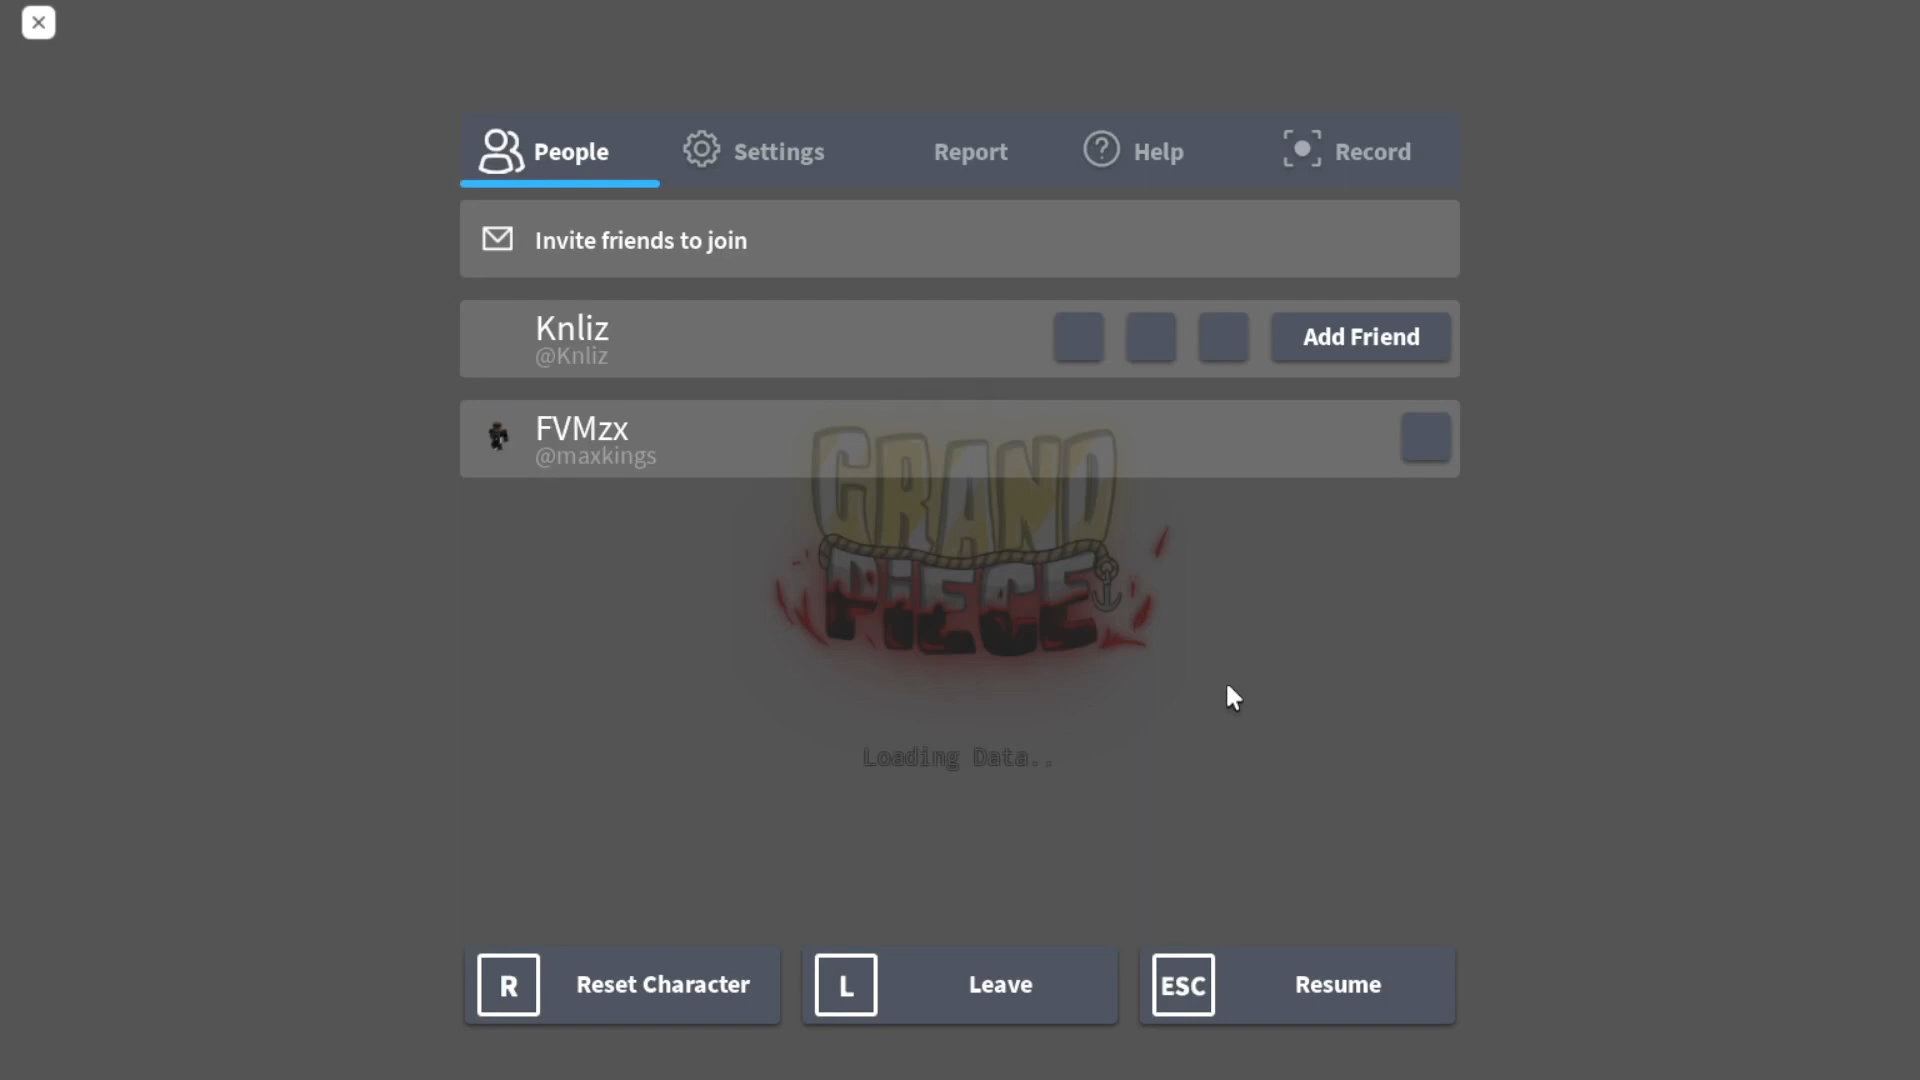 People
Settings
Report
Help
Record
Invite friends to join
Knliz
@Knliz
Add Friend
FVMzx
@maxkings
GRAND
PIECE
Loading Data..
R
Reset Character
L
Leave
ESC
Resume